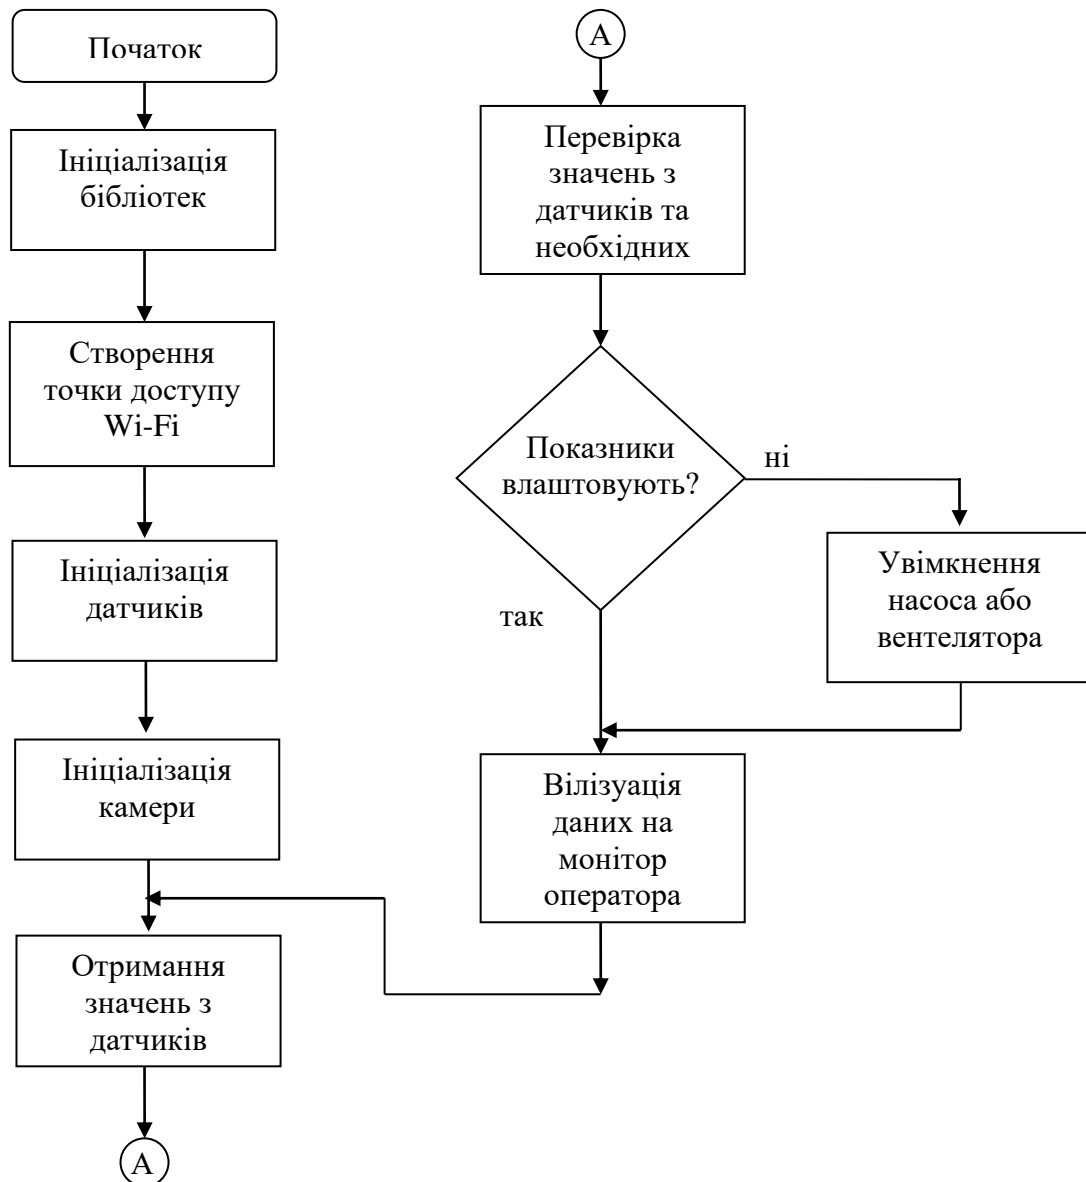 Початок
Ініціалізація
бібліотек
Створення
точки доступу
Wi-Fi
Ініціалізація
датчиків
Ініціалізація
камери
Отримання
значень з
датчиків
А
А
Перевірка
значень з
датчиків та
необхідних
Показники
влаштовують?
ні
так
Увімкнення
насоса або
вентелятора
Вілізуація
даних на
монітор
оператора